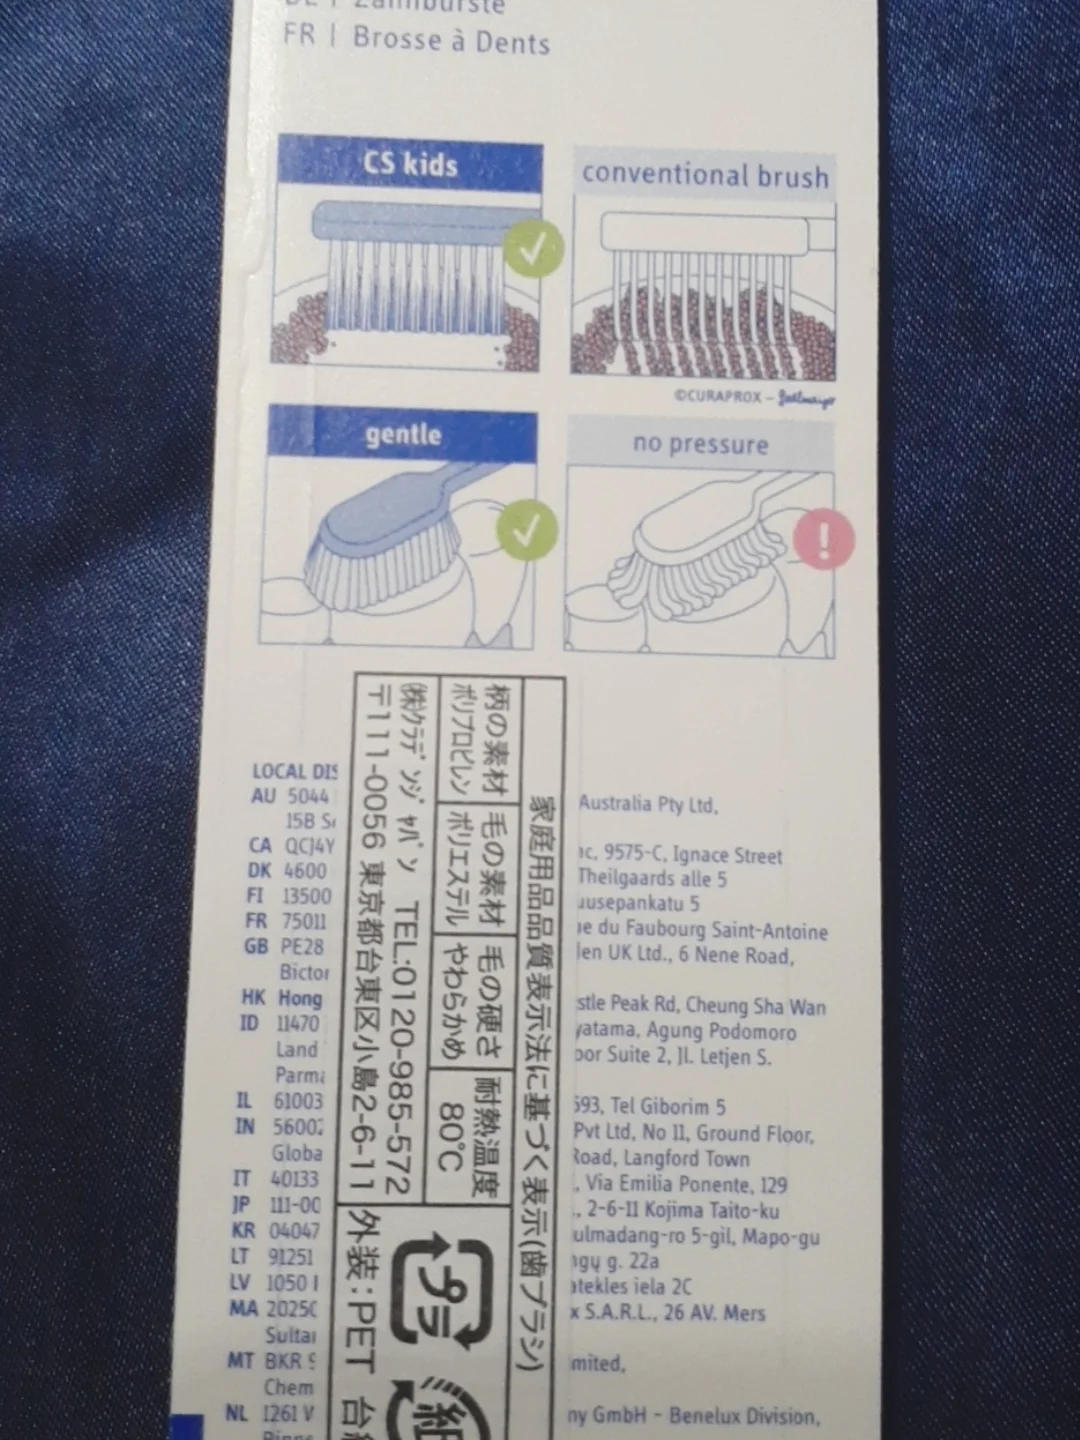 DE | Zahnbürste
FR | Brosse à Dents
CS kids
conventional brush
©CURAPROX –
gentle
no pressure
家庭用品品質表示法に基づく表示(歯ブラシ)
柄の素材 毛の素材 毛の硬さ 耐熱温度
ポリプロピレン ポリエステル やわらかめ 80℃
㈱クラデンジャパン TEL:0120-985-572
〒111-0056 東京都台東区小島2-6-11
プラ
紙
外装:PET 台
LOCAL DIS
AU 5044 Australia Pty Ltd,
15B
CA QCJ4Y 9575-C, Ignace Street
DK 4600 Theilgaards alle 5
FI 13500 uusepankatu 5
FR 75011 ue du Faubourg Saint-Antoine
GB PE28 den UK Ltd., 6 Nene Road,
Bictor
HK Hong stle Peak Rd, Cheung Sha Wan
ID 11470 yatama, Agung Podomoro
Land oor Suite 2, Jl. Letjen S.
Parma
IL 61003 593, Tel Giborim 5
IN 56002 Pvt Ltd, No 11, Ground Floor,
Globa Road, Langford Town
IT 40133 , Via Emilia Ponente, 129
JP 111-00 ., 2-6-11 Kojima Taito-ku
KR 04047 ulmadang-ro 5-gil, Mapo-gu
LT 91251 ngų g. 22a
LV 1050 atekles iela 2C
MA 20250 x S.A.R.L., 26 AV. Mers
Sultan
MT BKR imited,
Chem
NL 1261 V ny GmbH – Benelux Division,